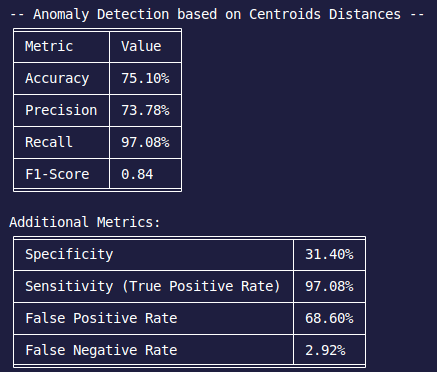 -- Anomaly Detection based on Centroids Distances --
Metric Value
Accuracy 75.10%
Precision 73.78%
Recall 97.08%
F1-Score 0.84
Additional Metrics:
Specificity 31.40%
Sensitivity (True Positive Rate) 97.08%
False Positive Rate 68.60%
False Negative Rate 2.92%